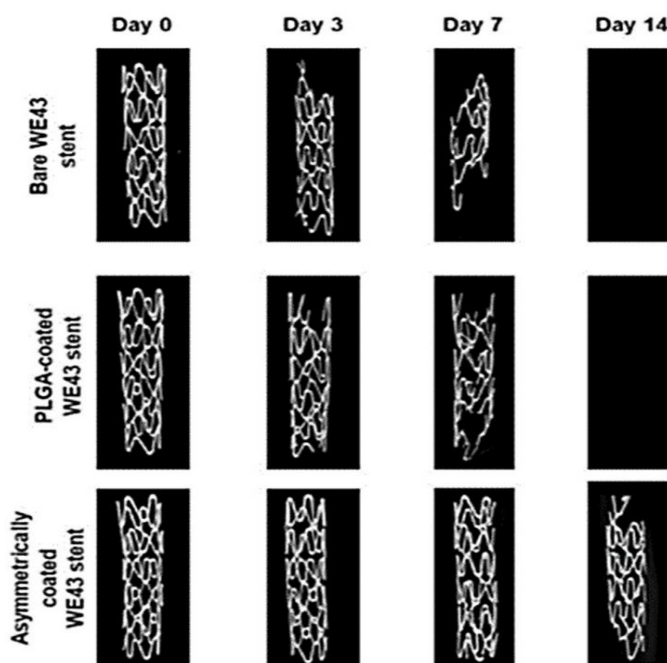 Day 0 Day 3 Day 7 Day 14
Bare WE43
stent
PLGA-coated
WE43 stent
Asymmetrically
coated
WE43 stent